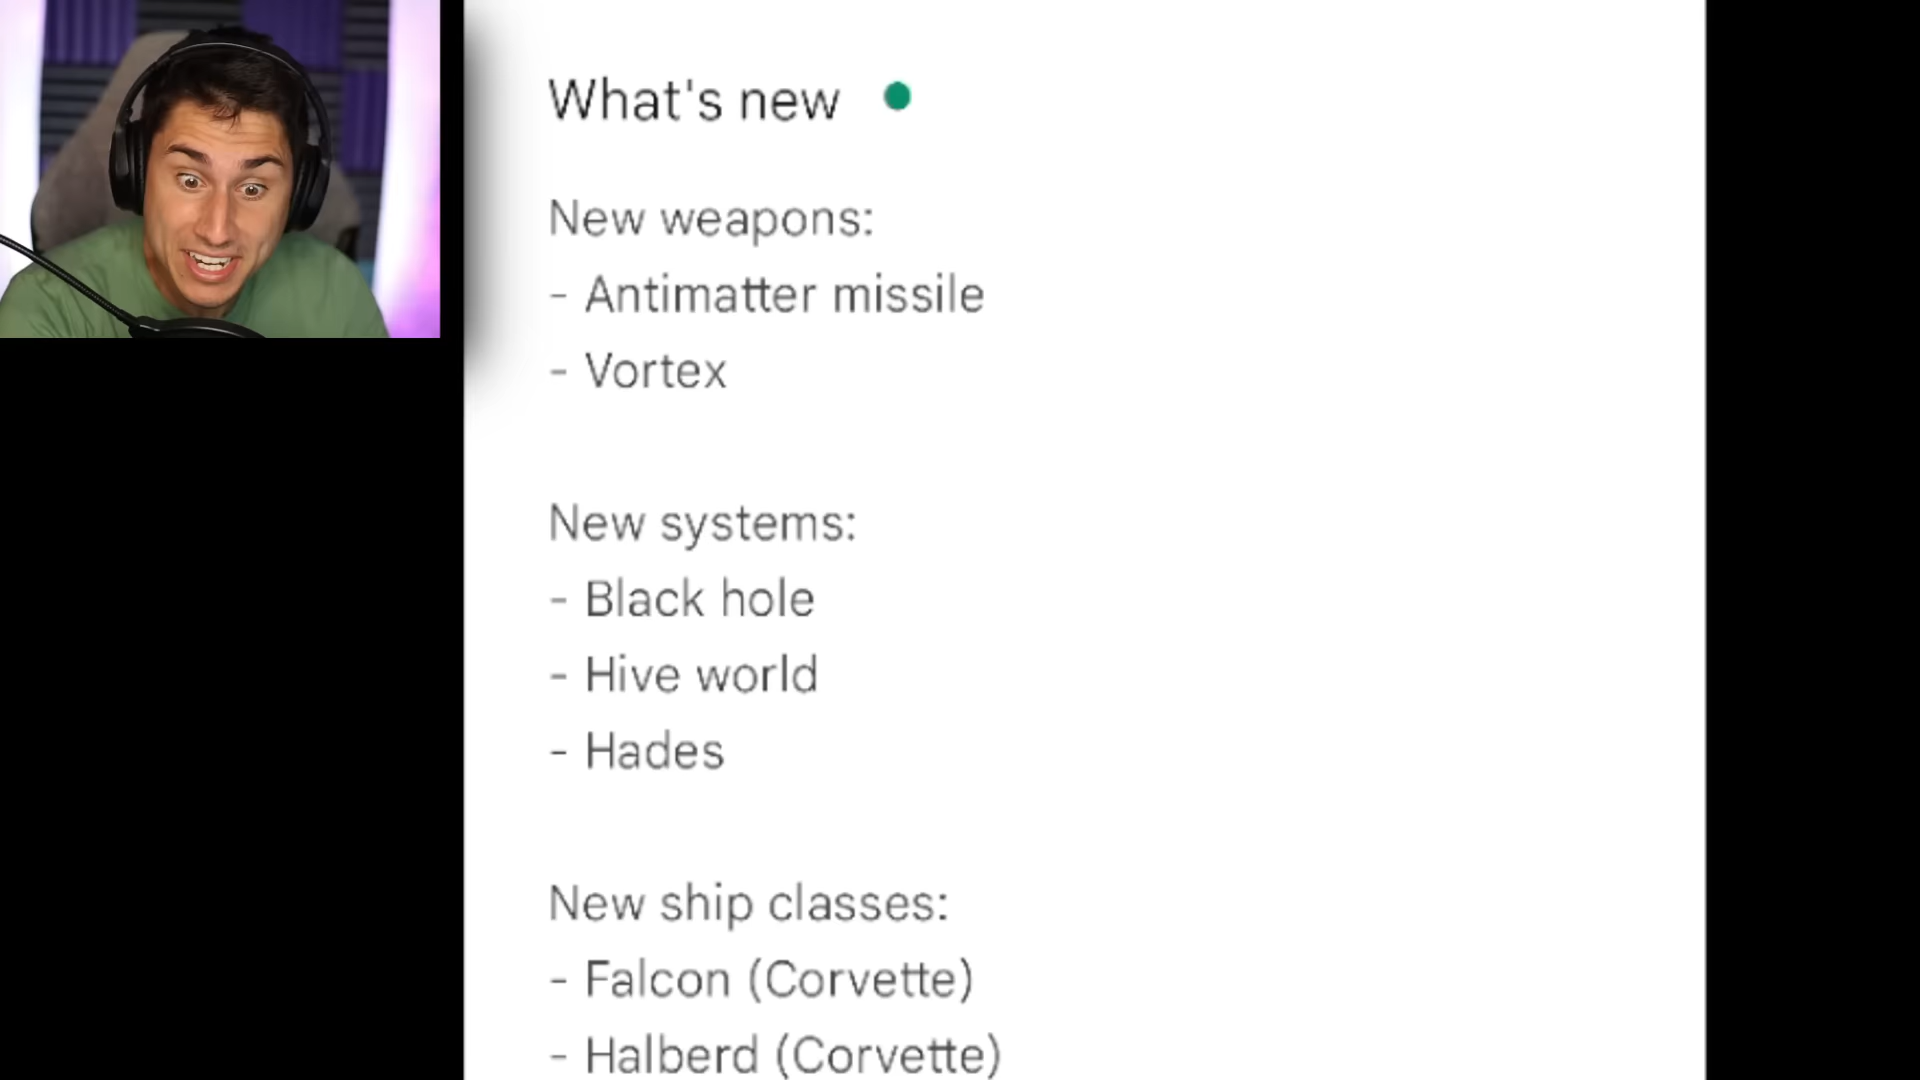 What's new
New weapons:
- Antimatter missile
- Vortex
New systems:
- Black hole
- Hive world
- Hades
New ship classes:
- Falcon (Corvette)
- Halberd (Corvette)